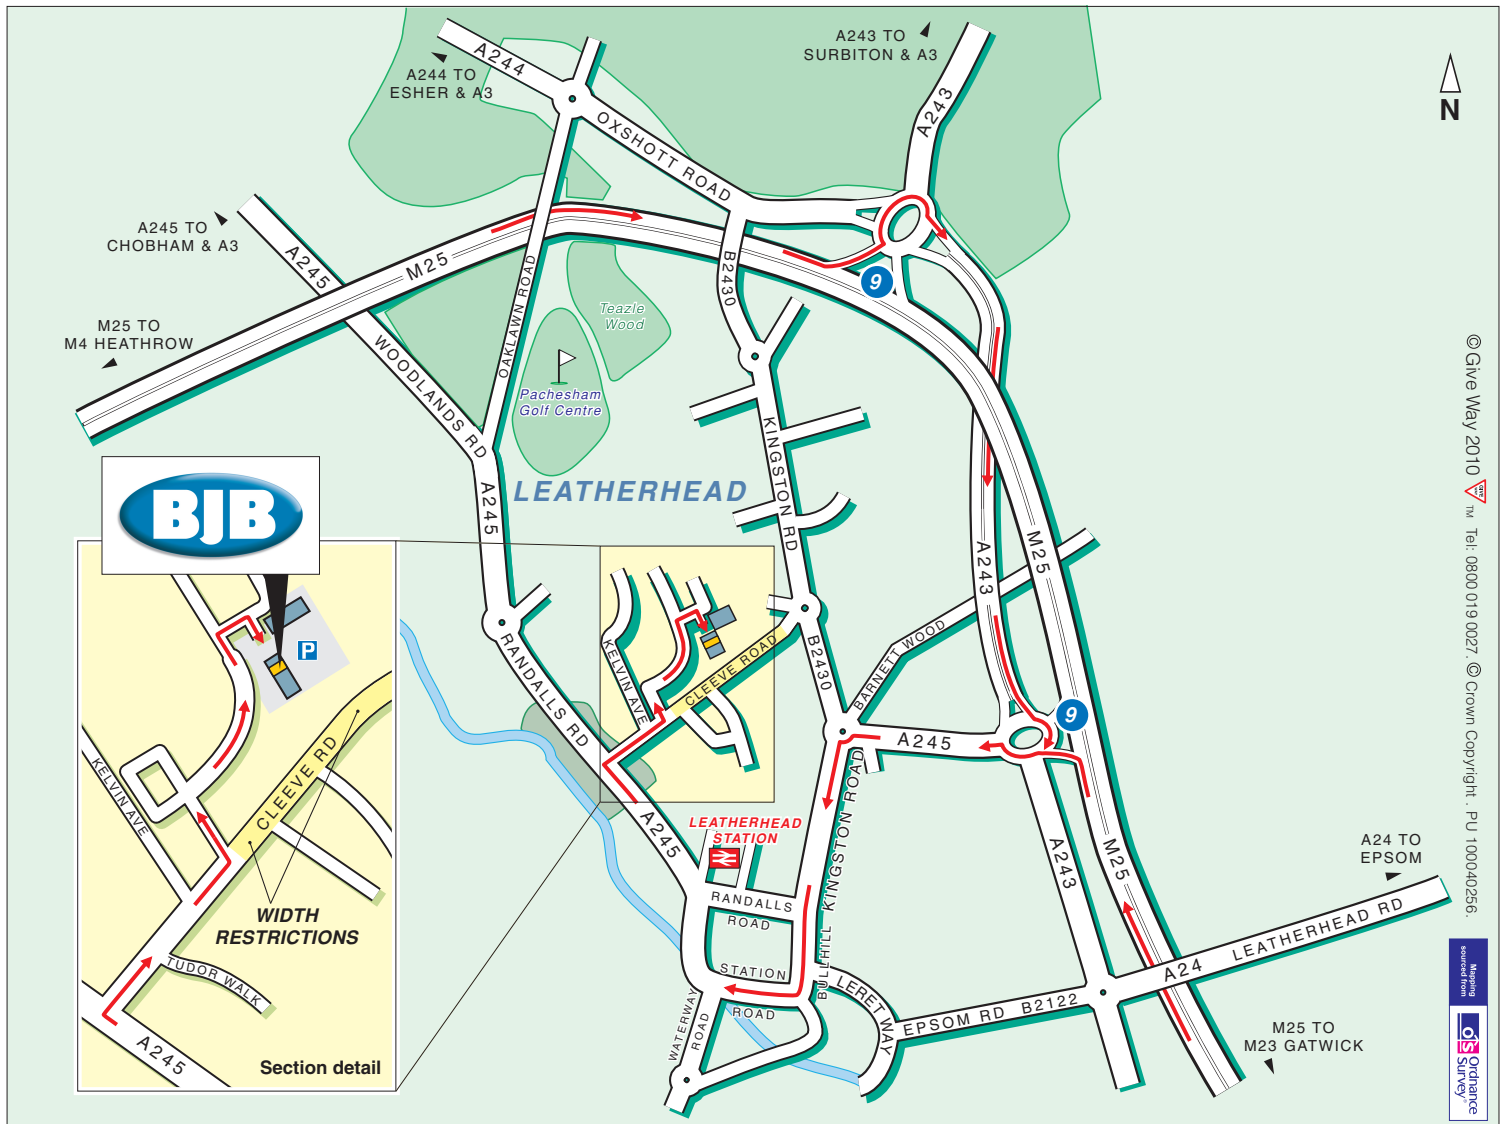 A244
A244 TO
ESHER & A3
A243 TO
SURBITON & A3
A243
N
OXSHOTT ROAD
A245 TO
CHOBHAM & A3
A245
M25
M25 TO
M4 HEATHROW
OAKLAWN ROAD
B2430
9
Teazle
Wood
WOODLANDS RD
Pachesham
Golf Centre
KINGSTON RD
LEATHERHEAD
A245
BJB
A243
M25
P
KELVIN AVE
CLEEVE ROAD
B2430
BARNETT WOOD
RANDALLS RD
9
A245
CLEEVE RD
KELVIN AVE
WIDTH
RESTRICTIONS
TUDOR WALK
A245
Section detail
A245
LEATHERHEAD
STATION
KINGSTON ROAD
BULLHILL
RANDALLS
ROAD
STATION
ROAD
WATERWAY
ROAD
LERET WAY
EPSOM RD B2122
A243
M25
A24 TO
EPSOM
A24 LEATHERHEAD RD
M25 TO
M23 GATWICK
© Give Way 2010 GIVE WAY ™ Tel: 0800 019 0027. © Crown Copyright . PU 100040256.
Mapping
sourced from
OS
Ordnance
Survey®